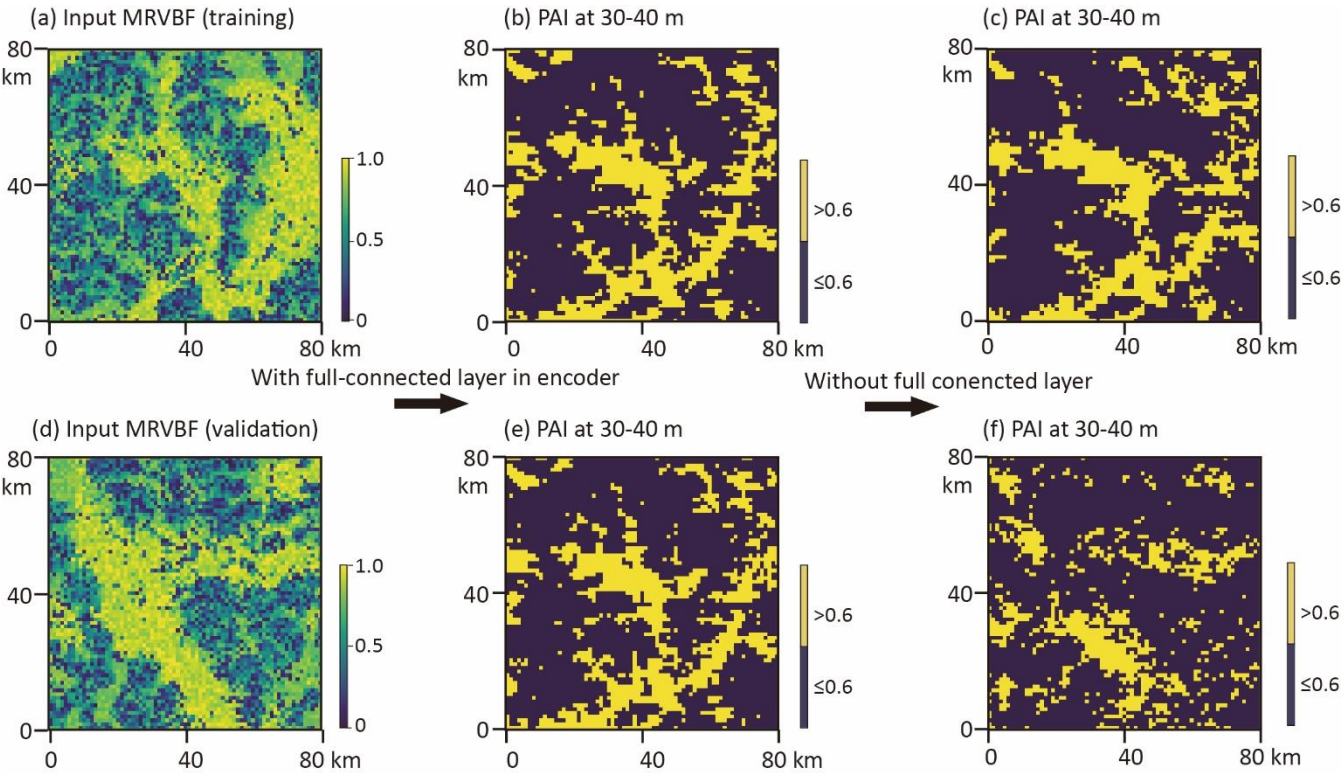 (a) Input MRVBF (training)
80
km
40
0
0
40
80 km
1.0
0.5
0
(b) PAI at 30-40 m
80
km
40
0
0
40
80 km
>0.6
≤0.6
(c) PAI at 30-40 m
80
km
40
0
0
40
80 km
>0.6
≤0.6
With full-connected layer in encoder
Without full conencted layer
(d) Input MRVBF (validation)
80
km
40
0
0
40
80 km
1.0
0.5
0
(e) PAI at 30-40 m
80
km
40
0
0
40
80 km
>0.6
≤0.6
(f) PAI at 30-40 m
80
km
40
0
0
40
80 km
>0.6
≤0.6